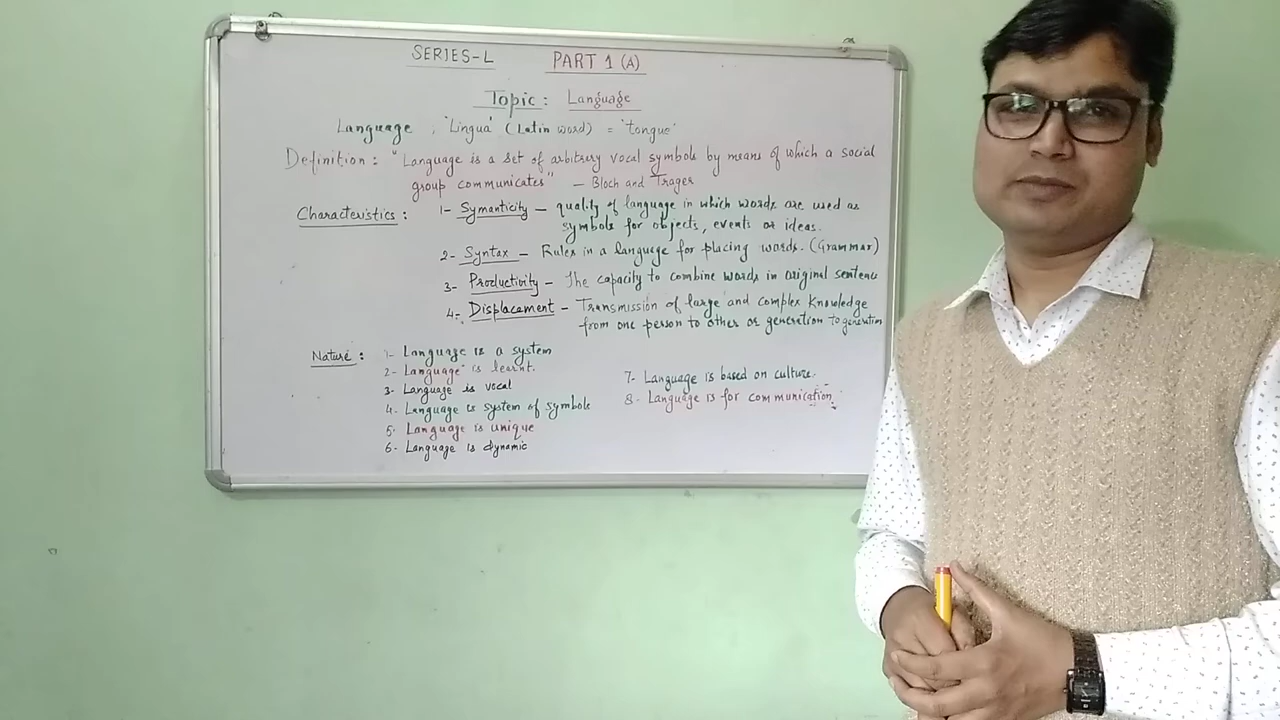 SERIES-L PART 1 (A)
Topic: Language
Language, 'Lingua' (Latin word) = 'tongue'
Definition: "Language is a set of arbitrery vocal symbols by means of which a social
group communicates" — Bloch and Trager
Characteristics: 1- Symanticity — quality of language in which words are used as
symbols for objects, events or ideas.
2- Syntax — Rules in a language for placing words. (Grammar)
3- Productivity — The capacity to combine words in original sentence
4- Displacement — Transmission of large and complex knowledge
from one person to other or generation to generation
Nature: 1- Language is a system
2- Language is learnt.
3- Language is vocal
4- Language is system of symbols
5- Language is unique
6- Language is dynamic
7- Language is based on culture.
8- Language is for communication.